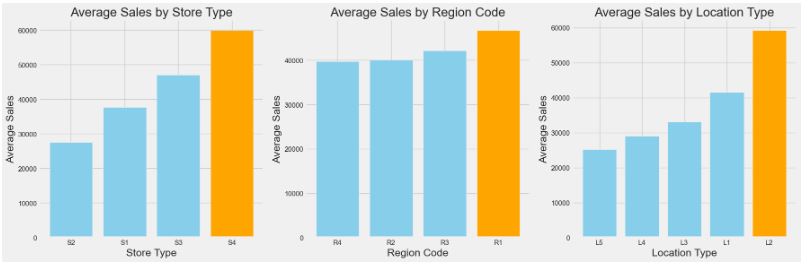 Average Sales by Store Type
Average Sales
60000
50000
40000
30000
20000
10000
0
S2 S1 S3 S4
Store Type
Average Sales by Region Code
Average Sales
40000
30000
20000
10000
0
R4 R2 R3 R1
Region Code
Average Sales by Location Type
Average Sales
60000
50000
40000
30000
20000
10000
0
L5 L4 L3 L1 L2
Location Type